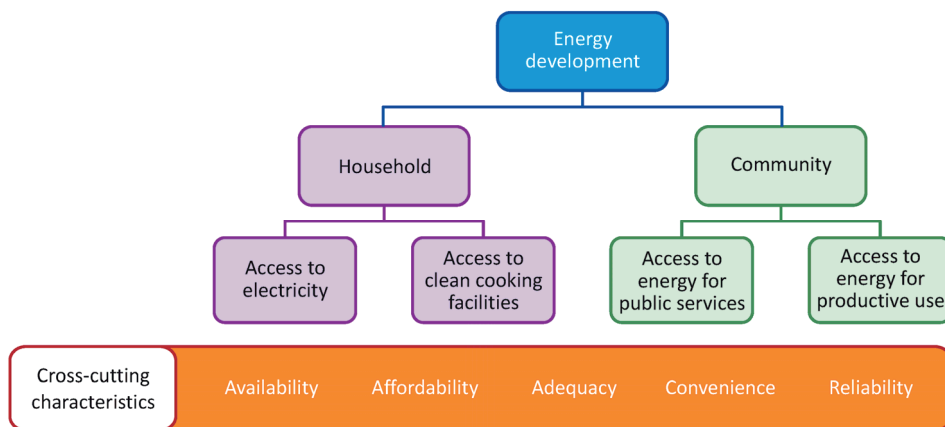 Energy
development
Household
Community
Access to
electricity
Access to
clean cooking
facilities
Access to
energy for
public services
Access to
energy for
productive use
Cross-cutting
characteristics
Availability
Affordability
Adequacy
Convenience
Reliability